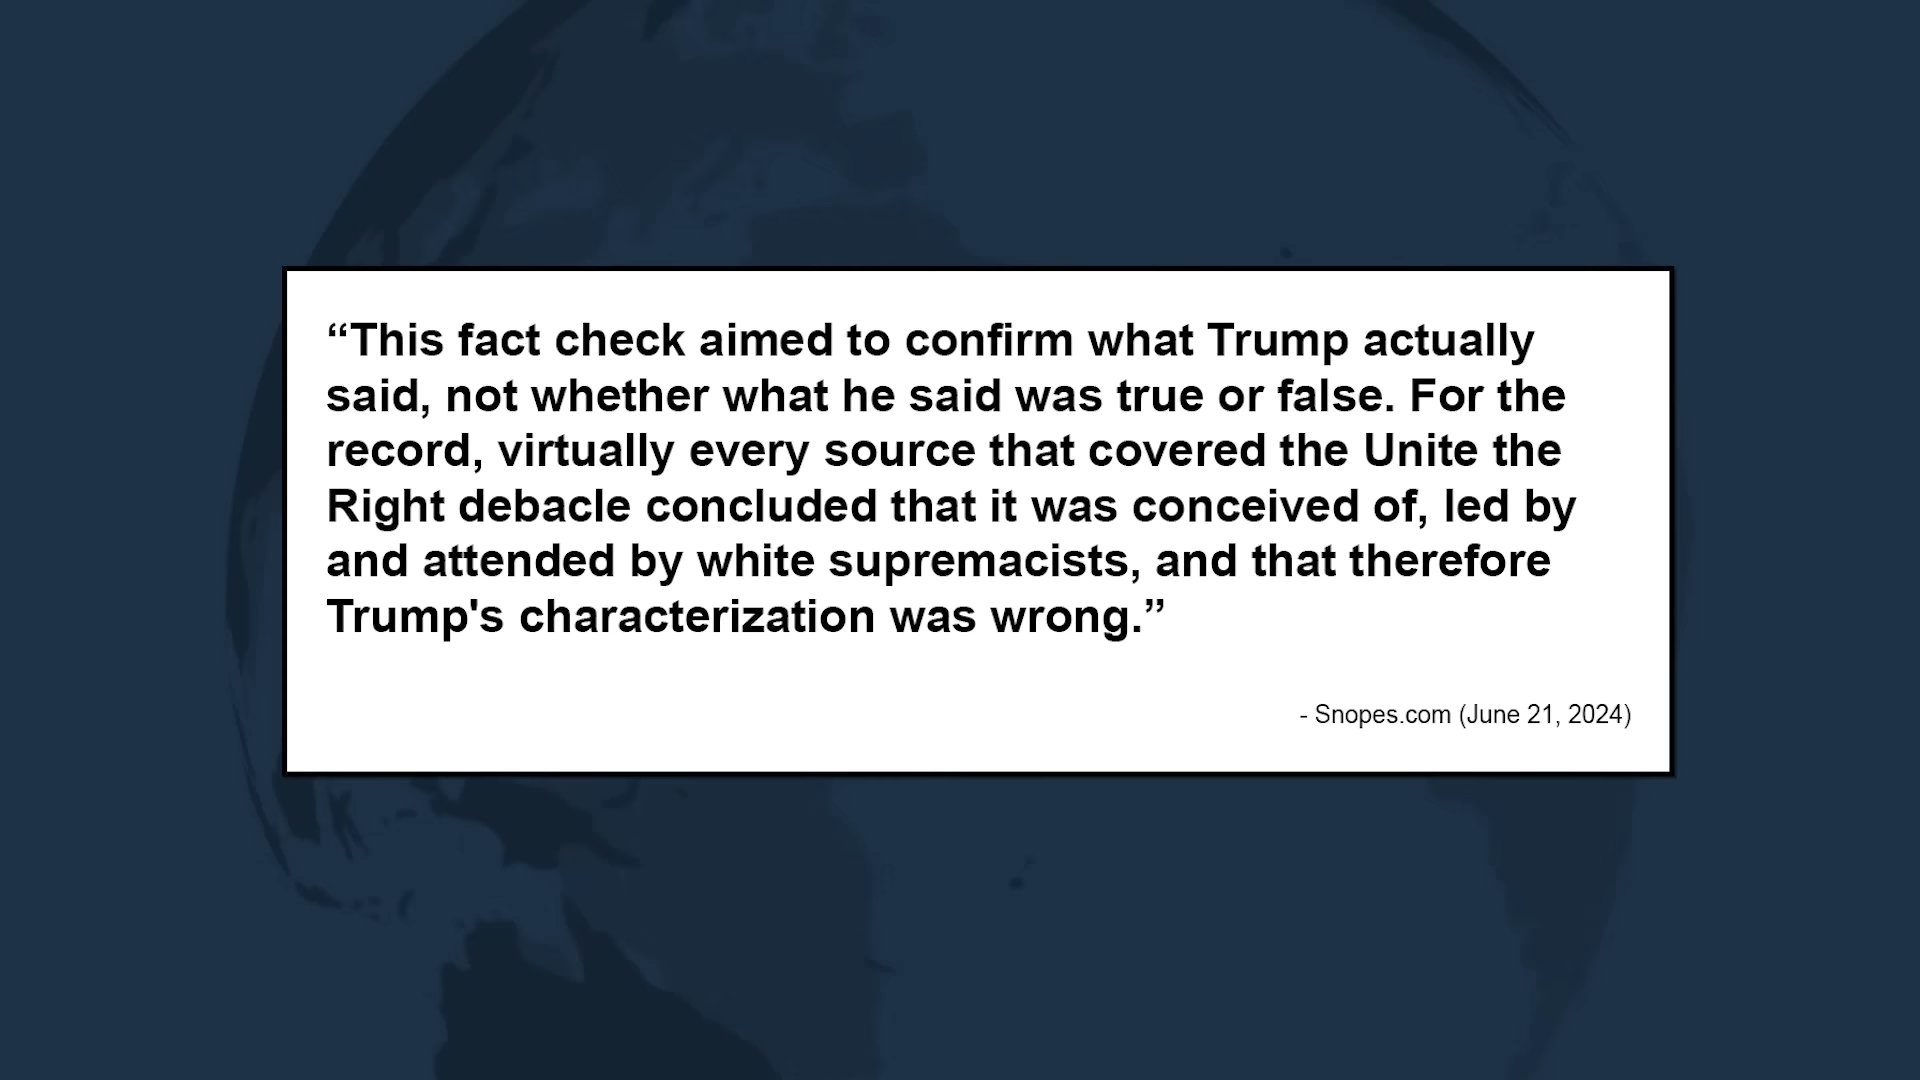 “This fact check aimed to confirm what Trump actually
said, not whether what he said was true or false. For the
record, virtually every source that covered the Unite the
Right debacle concluded that it was conceived of, led by
and attended by white supremacists, and that therefore
Trump's characterization was wrong.”
- Snopes.com (June 21, 2024)